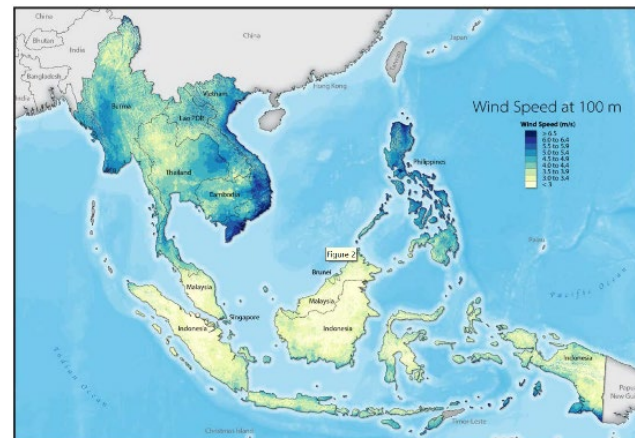 China
China
Bhutan
India
Bangladesh
India
Japan
Hong Kong
Burma
Vietnam
Lao PDR
Thailand
Cambodia
Philippines
Wind Speed at 100 m
Wind Speed (m/s)
> 6.5
6.0 to 6.4
5.5 to 5.9
5.0 to 5.4
4.5 to 4.9
4.0 to 4.4
3.5 to 3.9
3.0 to 3.4
< 3
Figure 2
Palau
Pacific Ocean
Brunei
Malaysia
Malaysia
Singapore
Indonesia
Indonesia
Indonesia
Papua
New Guinea
Indian Ocean
Timor-Leste
Christmas Island